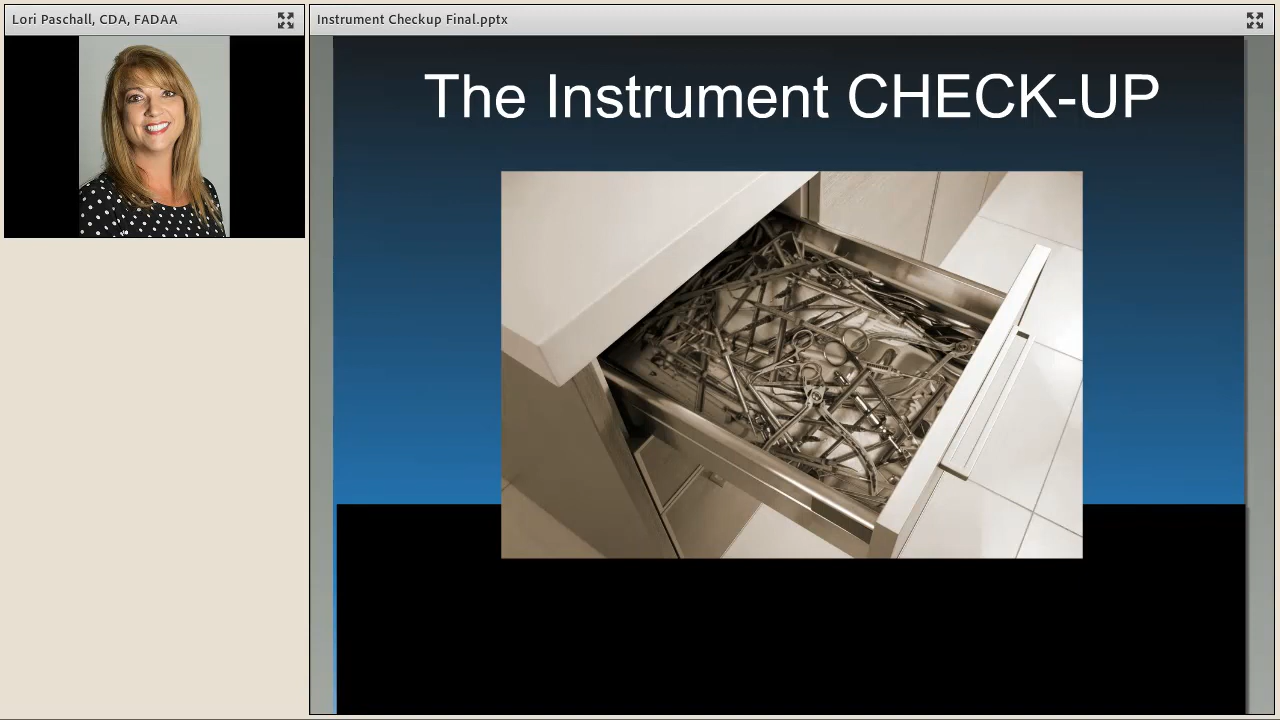 Lori Paschall, CDA, FADAA
Instrument Checkup Final.pptx
The Instrument CHECK-UP